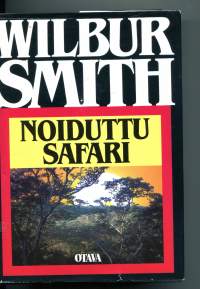 WILBUR
SMITH
NOIDUTTU
SAFARI
OTAVA